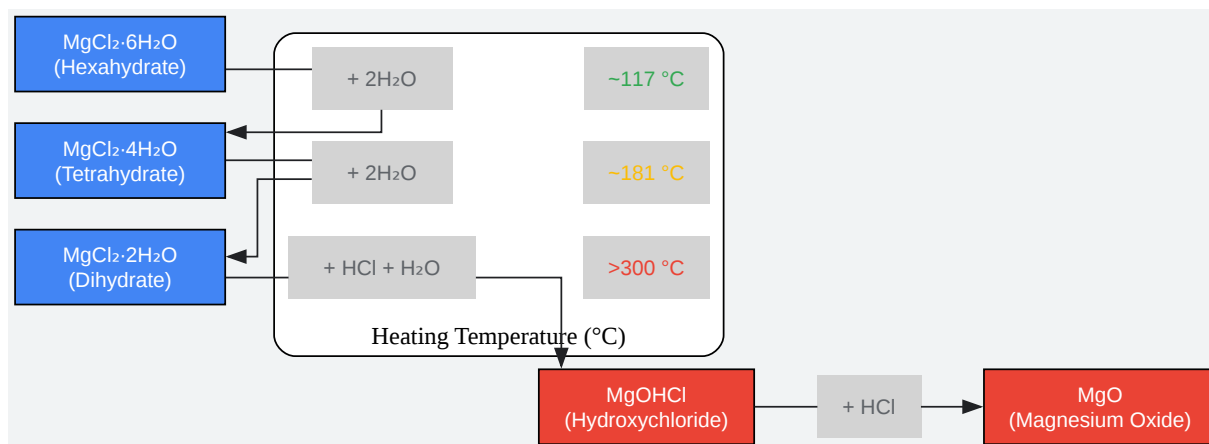 MgCl₂·6H₂O
(Hexahydrate)
+ 2H₂O
~117 °C
MgCl₂·4H₂O
(Tetrahydrate)
+ 2H₂O
~181 °C
MgCl₂·2H₂O
(Dihydrate)
+ HCl + H₂O
>300 °C
Heating Temperature (°C)
MgOHCl
(Hydroxychloride)
+ HCl
MgO
(Magnesium Oxide)